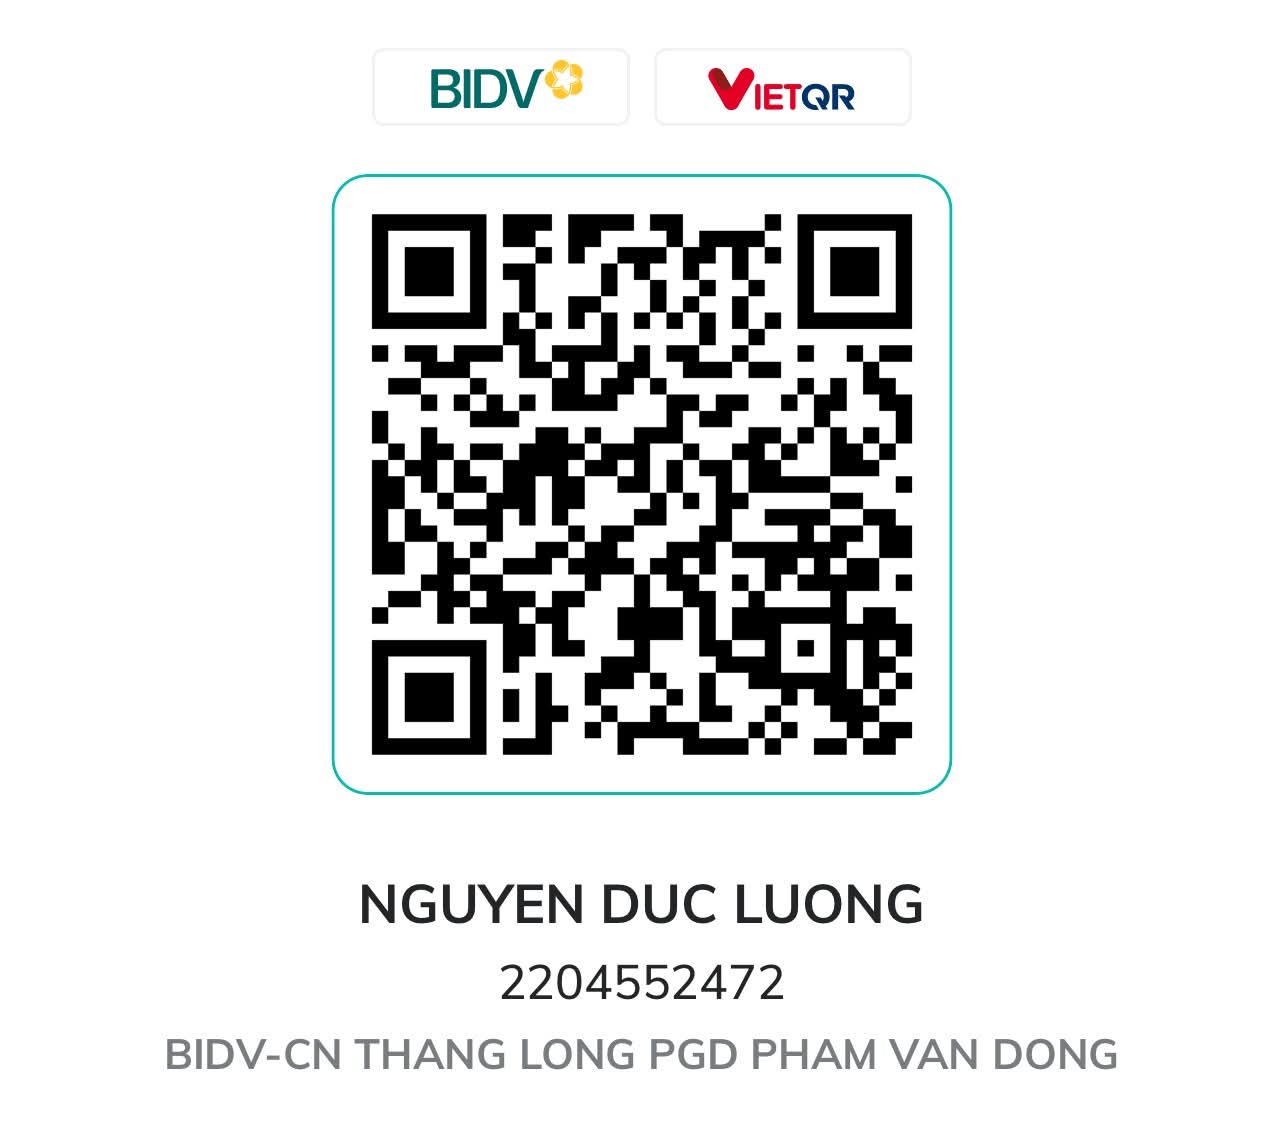 BIDV VIETQR
NGUYEN DUC LUONG
2204552472
BIDV-CN THANG LONG PGD PHAM VAN DONG